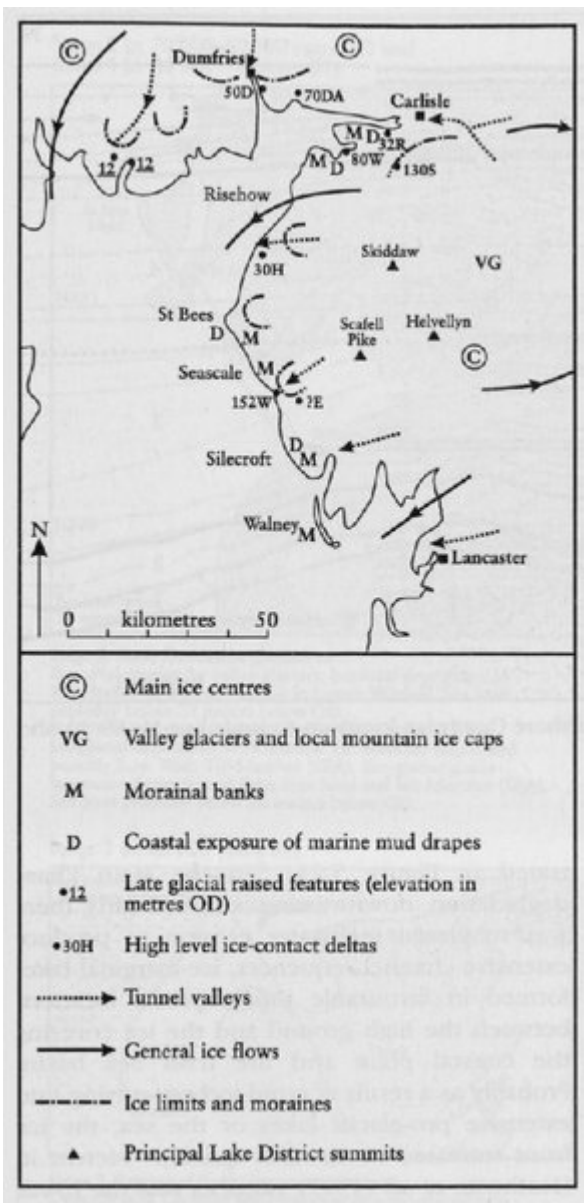 C
C
Dumfries
50D
70DA
Carlisle
M
D
32R
12
12
M
D
80W
130S
Risehow
Skiddaw
VG
30H
St Bees
D
M
Scafell
Pike
Helvellyn
C
M
Seascale
152W
?E
D
M
Silecroft
Walney
M
N
Lancaster
0 kilometres 50
C Main ice centres
VG Valley glaciers and local mountain ice caps
M Morainal banks
D Coastal exposure of marine mud drapes
12 Late glacial raised features (elevation in
metres OD)
30H High level ice-contact deltas
Tunnel valleys
General ice flows
Ice limits and moraines
Principal Lake District summits